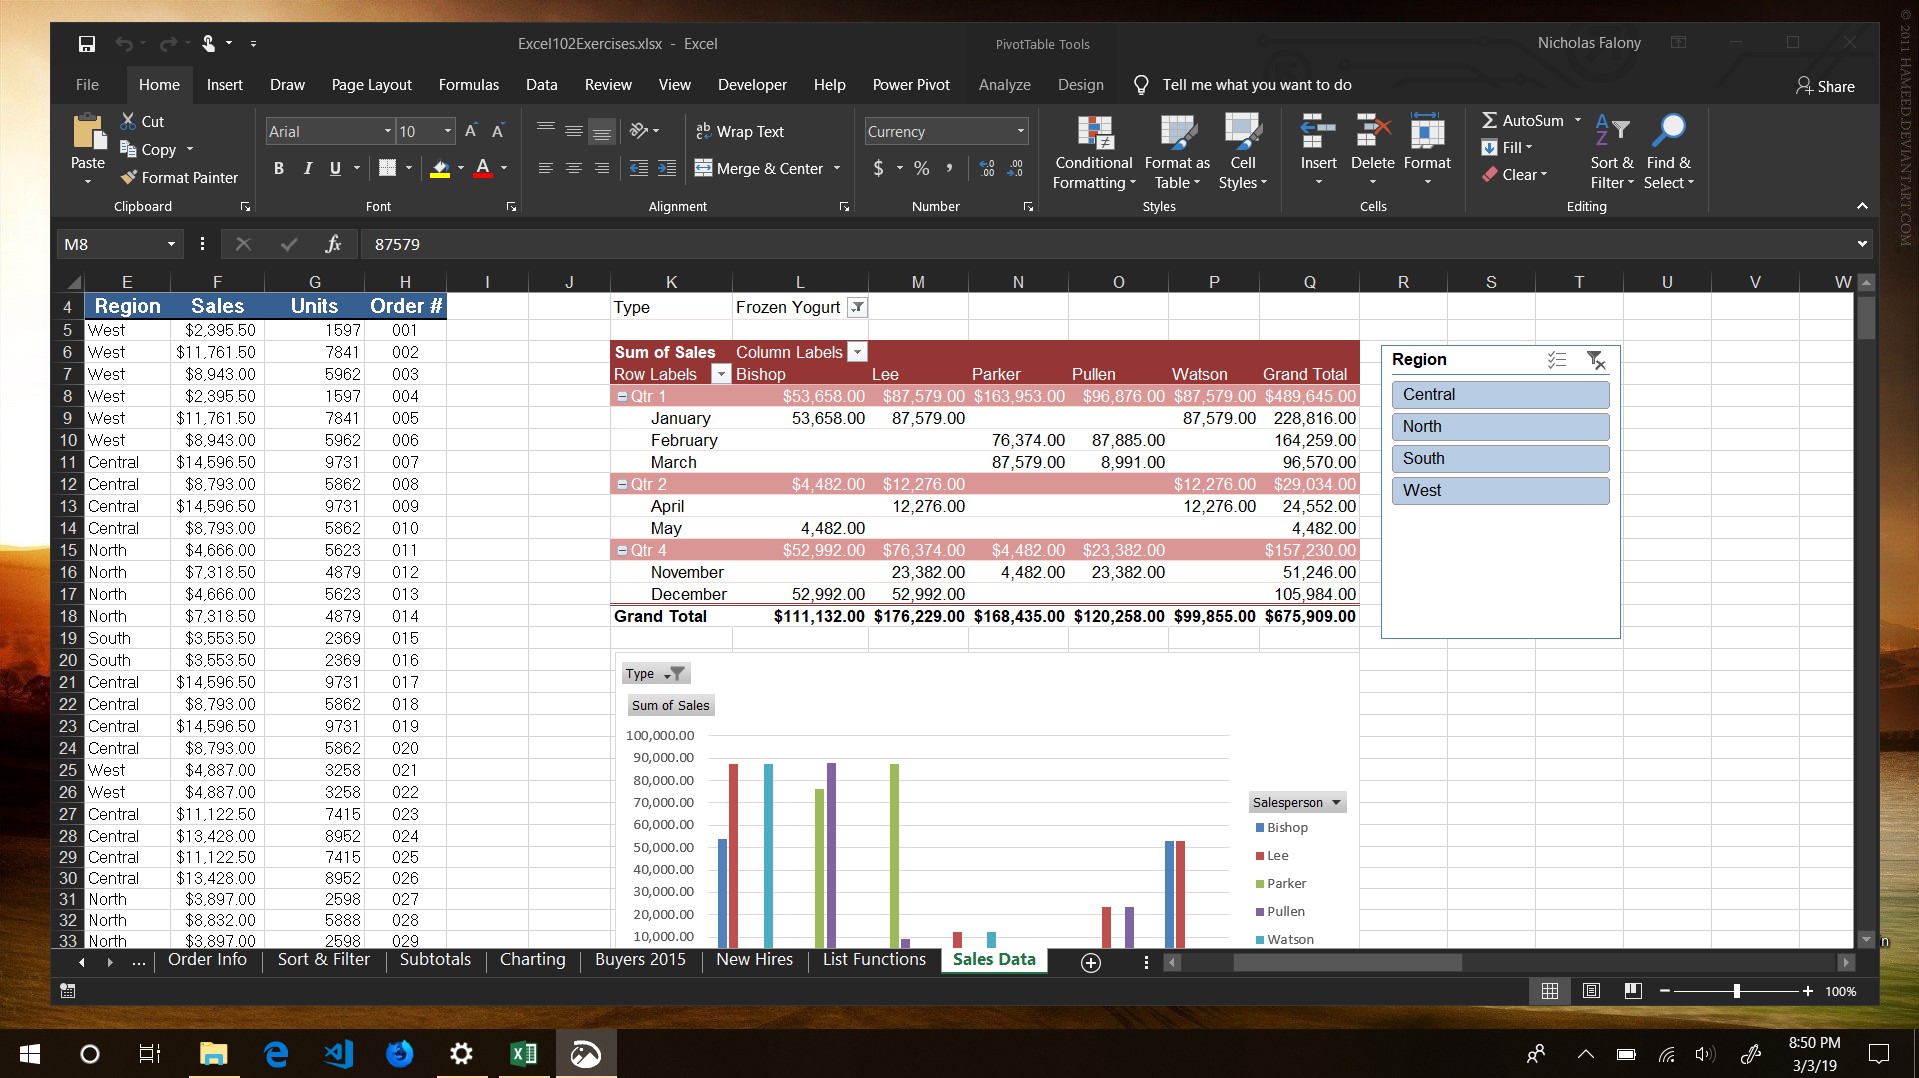 Excel102Exercises.xlsx - Excel
PivotTable Tools
Nicholas Falony
File Home Insert Draw Page Layout Formulas Data Review View Developer Help Power Pivot Analyze Design Tell me what you want to do Share
Paste
Cut
Copy
Format Painter
Clipboard
Arial 10 A A
B I U A
Font
ab Wrap Text
Merge & Center
Alignment
Currency
$ % ,
Number
Conditional Formatting
Format as Table
Cell Styles
Styles
Insert Delete Format
Cells
AutoSum
Fill
Clear
Sort & Filter
Find & Select
Editing
M8 fx 87579
E F G H I J K L M N O P Q R S T U V W
4 Region Sales Units Order # Type Frozen Yogurt
5 West $2,395.50 1597 001
6 West $11,761.50 7841 002 Sum of Sales Column Labels
7 West $8,943.00 5962 003 Row Labels Bishop Lee Parker Pullen Watson Grand Total
8 West $2,395.50 1597 004 Qtr 1 $53,658.00 $87,579.00 $163,953.00 $96,876.00 $87,579.00 $489,645.00
9 West $11,761.50 7841 005 January 53,658.00 87,579.00 87,579.00 228,816.00
10 West $8,943.00 5962 006 February 76,374.00 87,885.00 164,259.00
11 Central $14,596.50 9731 007 March 87,579.00 8,991.00 96,570.00
12 Central $8,793.00 5862 008 Qtr 2 $4,482.00 $12,276.00 $12,276.00 $29,034.00
13 Central $14,596.50 9731 009 April 12,276.00 12,276.00 24,552.00
14 Central $8,793.00 5862 010 May 4,482.00 4,482.00
15 North $4,666.00 5623 011 Qtr 4 $52,992.00 $76,374.00 $4,482.00 $23,382.00 $157,230.00
16 North $7,318.50 4879 012 November 23,382.00 4,482.00 23,382.00 51,246.00
17 North $4,666.00 5623 013 December 52,992.00 52,992.00 105,984.00
18 North $7,318.50 4879 014 Grand Total $111,132.00 $176,229.00 $168,435.00 $120,258.00 $99,855.00 $675,909.00
19 South $3,553.50 2369 015
20 South $3,553.50 2369 016
21 Central $14,596.50 9731 017
22 Central $8,793.00 5862 018
23 Central $14,596.50 9731 019
24 Central $8,793.00 5862 020
25 West $4,887.00 3258 021
26 West $4,887.00 3258 022
27 Central $11,122.50 7415 023
28 Central $13,428.00 8952 024
29 Central $11,122.50 7415 025
30 Central $13,428.00 8952 026
31 North $3,897.00 2598 027
32 North $8,832.00 5888 028
33 North $3,897.00 2598 029
Region
Central
North
South
West
Type
Sum of Sales
100,000.00
90,000.00
80,000.00
70,000.00
60,000.00
50,000.00
40,000.00
30,000.00
20,000.00
10,000.00
Salesperson
Bishop
Lee
Parker
Pullen
Watson
... Order Info Sort & Filter Subtotals Charting Buyers 2015 New Hires List Functions Sales Data
100%
8:50 PM
3/3/19
© 2011 HAMEED.DEVIANTART.COM